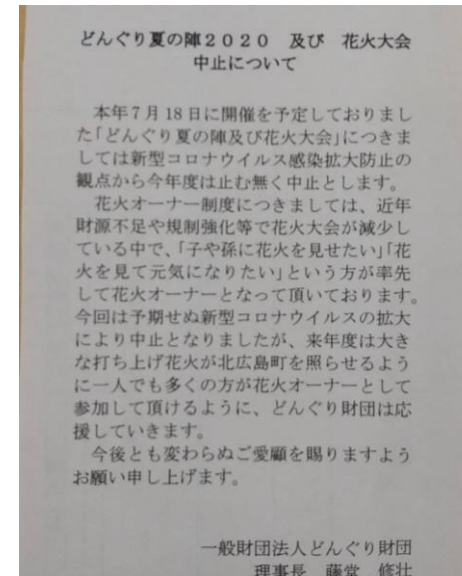 どんぐり夏の陣2020　及び　花火大会
中止について
本年7月18日に開催を予定しておりまし
た「どんぐり夏の陣及び花火大会」につきま
しては新型コロナウイルス感染拡大防止の
観点から今年度は止む無く中止とします。
花火オーナー制度につきましては、近年
財源不足や規制強化等で花火大会が減少し
ている中で、「子や孫に花火を見せたい」「花
火を見て元気になりたい」という方が率先
して花火オーナーとなって頂いております。
今回は予期せぬ新型コロナウイルスの拡大
により中止となりましたが、来年度は大き
な打ち上げ花火が北広島町を照らせるよう
に一人でも多くの方が花火オーナーとして
参加して頂けるように、どんぐり財団は応
援していきます。
今後とも変わらぬご愛顧を賜りますよう
お願い申し上げます。
一般財団法人どんぐり財団
理事長　藤堂　修壮